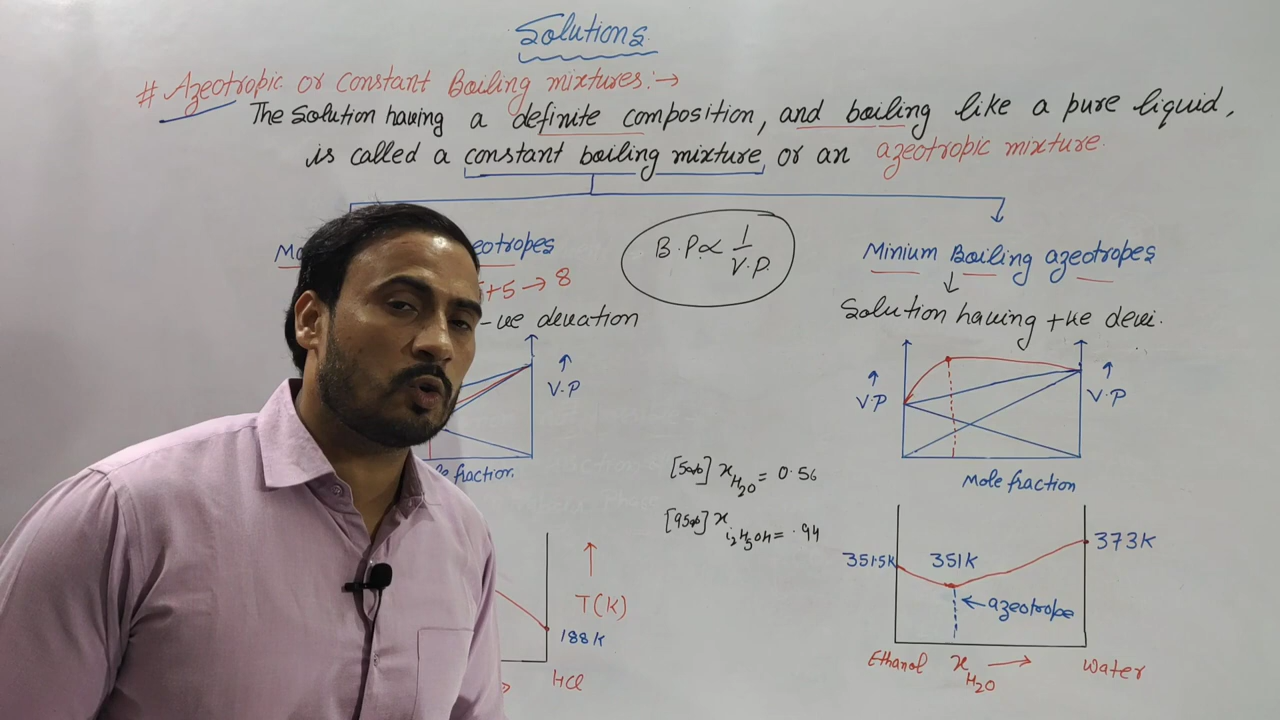 Solutions
# Azeotropic or constant Boiling mixtures:→
The Solution having a definite composition, and boiling like a pure liquid,
is called a constant boiling mixture or an azeotropic mixture.
eotropes
+5 → 8
-ve deviation
↑
V.P
fraction.
B.P ∝ 1/V.P.
Minium Boiling azeotropes
↓
Solution having +ve devi.
↑
V.P
↑
V.P
Mole fraction
x H2O = 0.56
x = .94
↑
T(K)
188K
HCl
351.5K
351K
373K
← azeotrope
Ethanol x H2O → Water